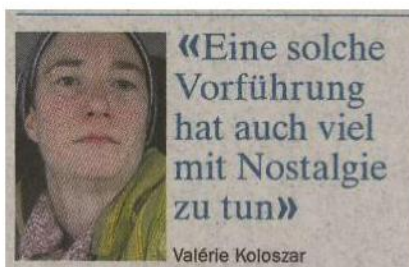 «Eine solche
Vorführung
hat auch viel
mit Nostalgie
zu tun»
Valérie Koloszar